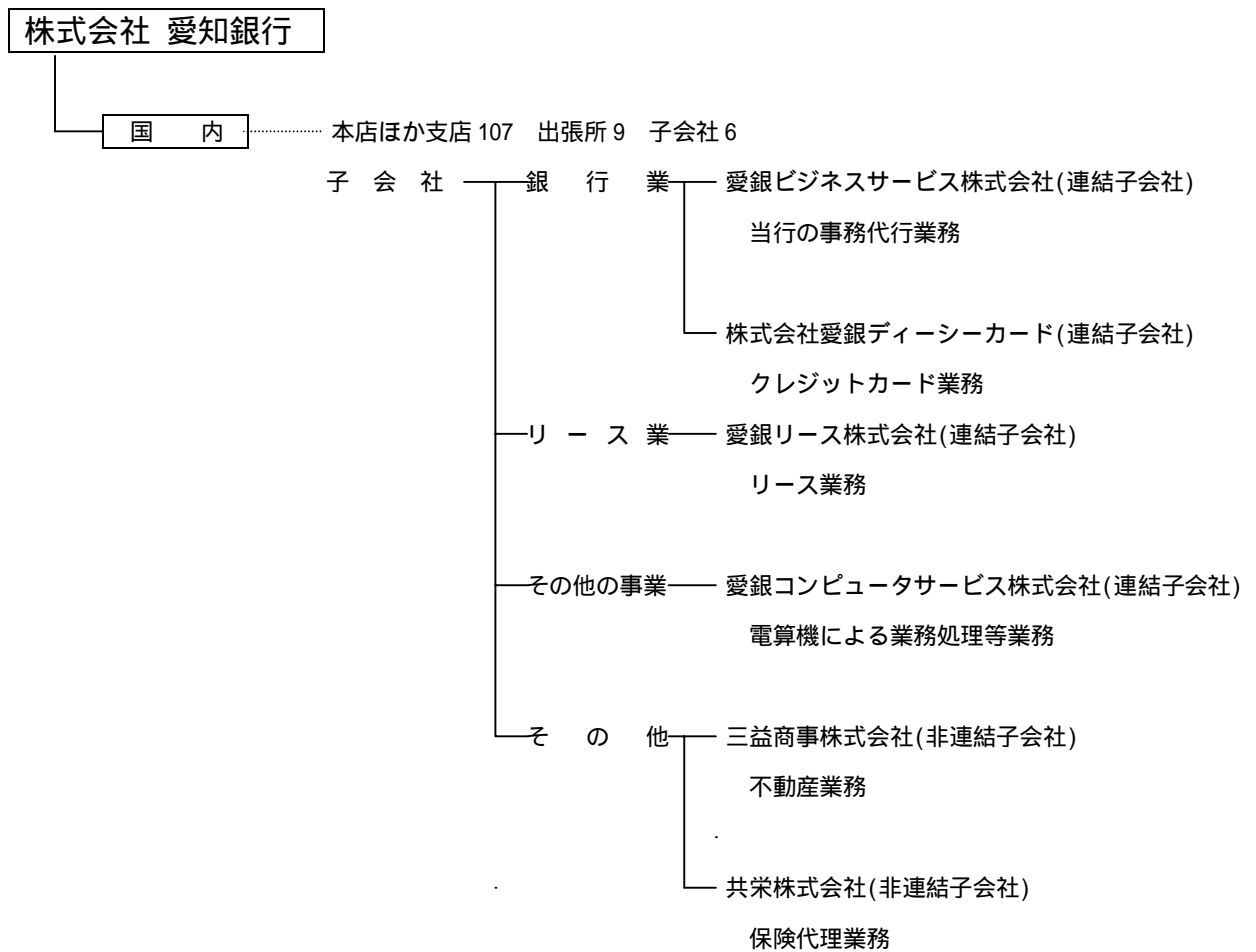 株式会社 愛知銀行
国 内 本店ほか支店 107 出張所 9 子会社 6
子 会 社 銀 行 業 愛銀ビジネスサービス株式会社(連結子会社)
当行の事務代行業務
株式会社愛銀ディーシーカード(連結子会社)
クレジットカード業務
リ ー ス 業 愛銀リース株式会社(連結子会社)
リース業務
その他の事業 愛銀コンピュータサービス株式会社(連結子会社)
電算機による業務処理等業務
そ の 他 三益商事株式会社(非連結子会社)
不動産業務
共栄株式会社(非連結子会社)
保険代理業務